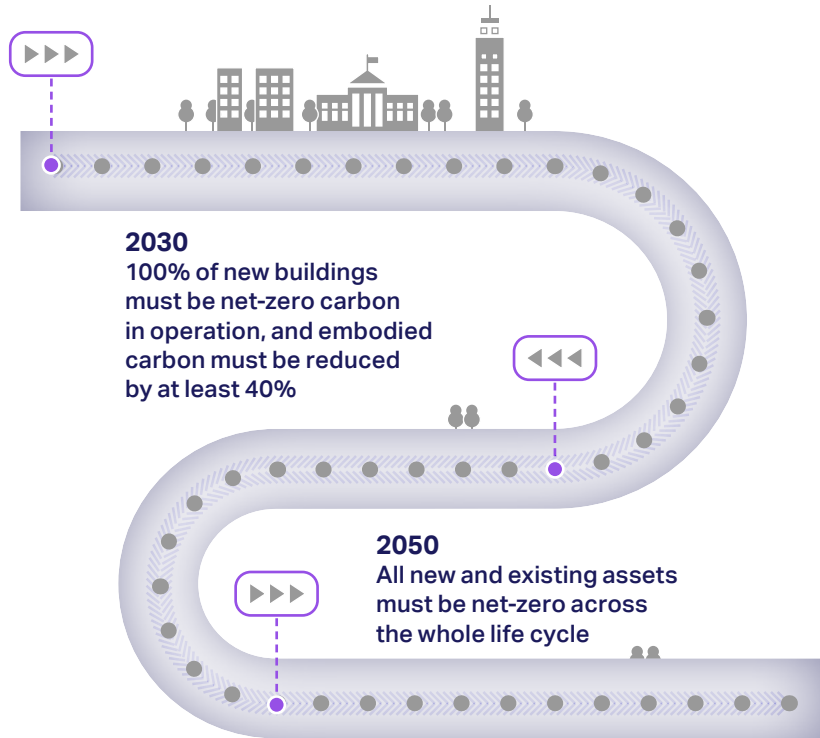 2030
100% of new buildings
must be net-zero carbon
in operation, and embodied
carbon must be reduced
by at least 40%
2050
All new and existing assets
must be net-zero across
the whole life cycle